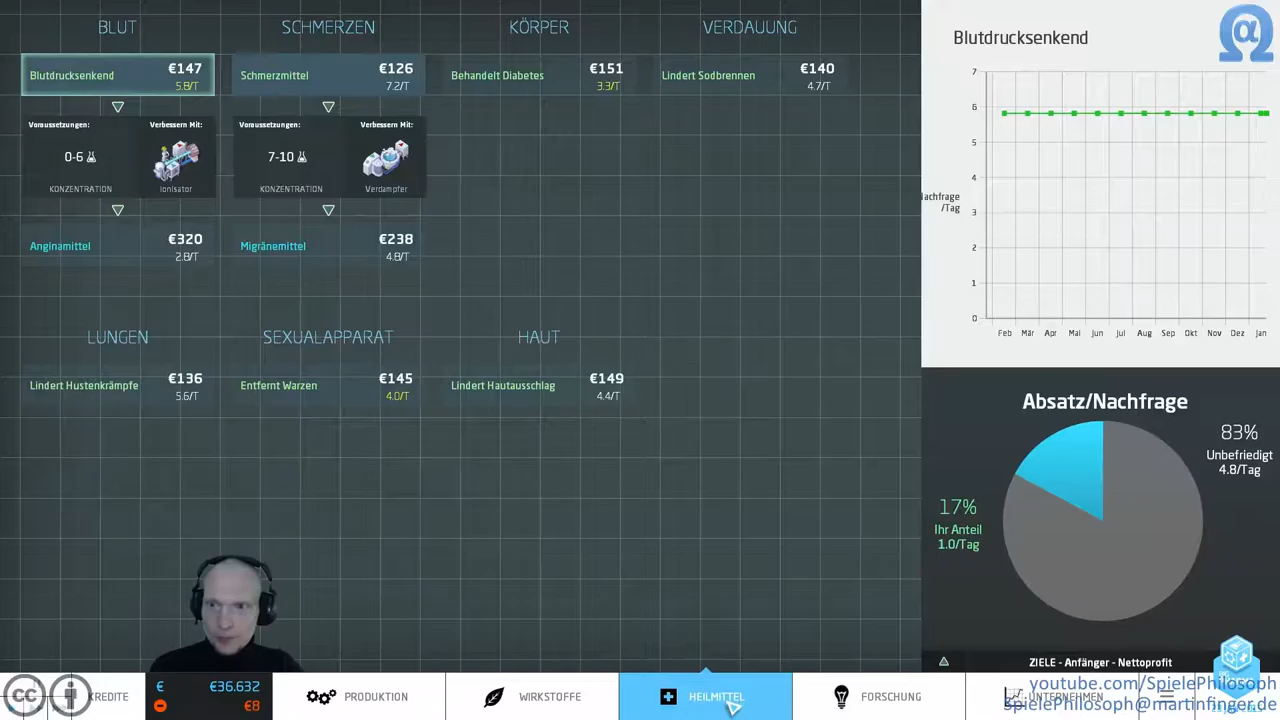 BLUT
SCHMERZEN
KÖRPER
VERDAUUNG
Blutdrucksenkend
€147
5.8/T
Schmerzmittel
€126
7.2/T
Behandelt Diabetes
€151
3.3/T
Lindert Sodbrennen
€140
4.7/T
Voraussetzungen:
Verbessern Mit:
0-6
KONZENTRATION
Ionisator
Voraussetzungen:
Verbessern Mit:
7-10
KONZENTRATION
Verdampfer
Anginamittel
€320
2.8/T
Migränemittel
€238
4.8/T
LUNGEN
SEXUALAPPARAT
HAUT
Lindert Hustenkrämpfe
€136
5.6/T
Entfernt Warzen
€145
4.0/T
Lindert Hautausschlag
€149
4.4/T
Blutdrucksenkend
7
6
5
4
3
2
1
0
achfrage
/Tag
Feb Mär Apr Mai Jun Jul Aug Sep Okt Nov Dez Jan
Absatz/Nachfrage
83%
Unbefriedigt
4.8/Tag
17%
Ihr Anteil
1.0/Tag
ZIELE - Anfänger - Nettoprofit
KREDITE
€ €36.632
€8
PRODUKTION
WIRKSTOFFE
HEILMITTEL
FORSCHUNG
UNTERNEHMEN
cc
youtube.com/SpielePhilosoph
SpielePhilosoph@martinfinger.de